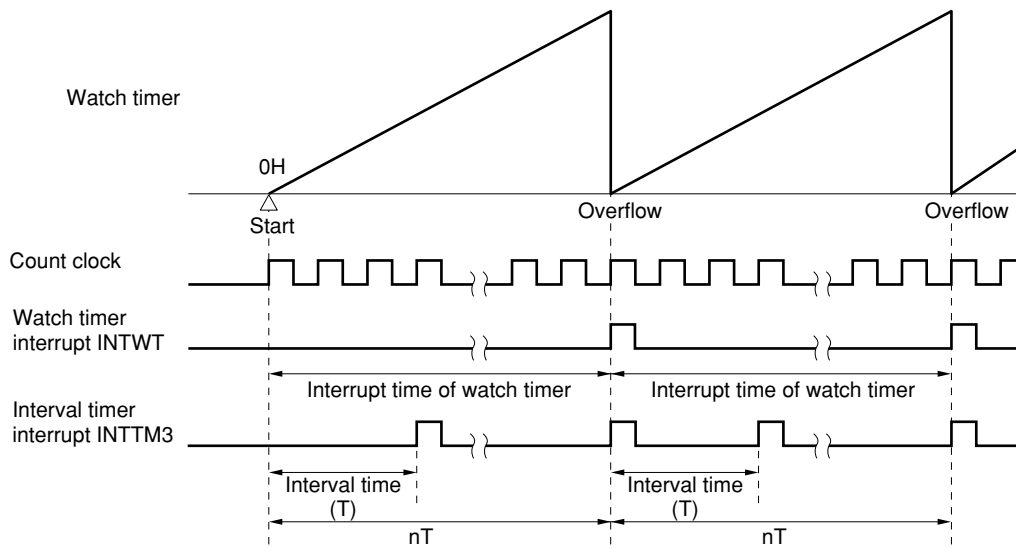 Watch timer
0H
Start
Overflow
Overflow
Count clock
Watch timer
interrupt INTWT
Interrupt time of watch timer
Interrupt time of watch timer
Interval timer
interrupt INTTM3
Interval time
(T)
Interval time
(T)
nT
nT